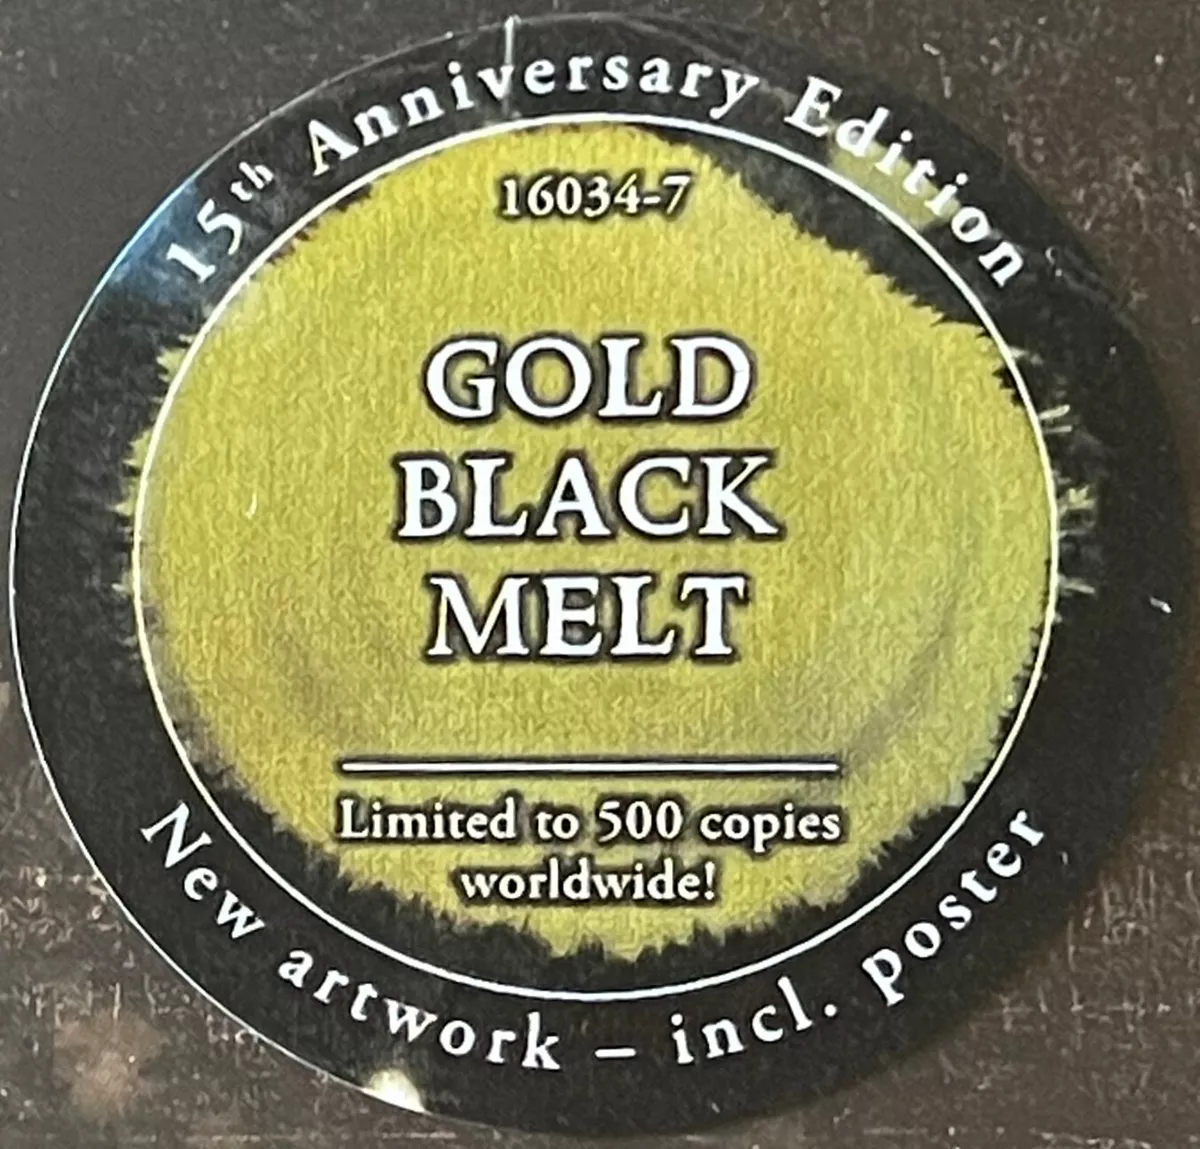 15th Anniversary Edition
16034-7
GOLD
BLACK
MELT
Limited to 500 copies
worldwide!
New artwork – incl. poster